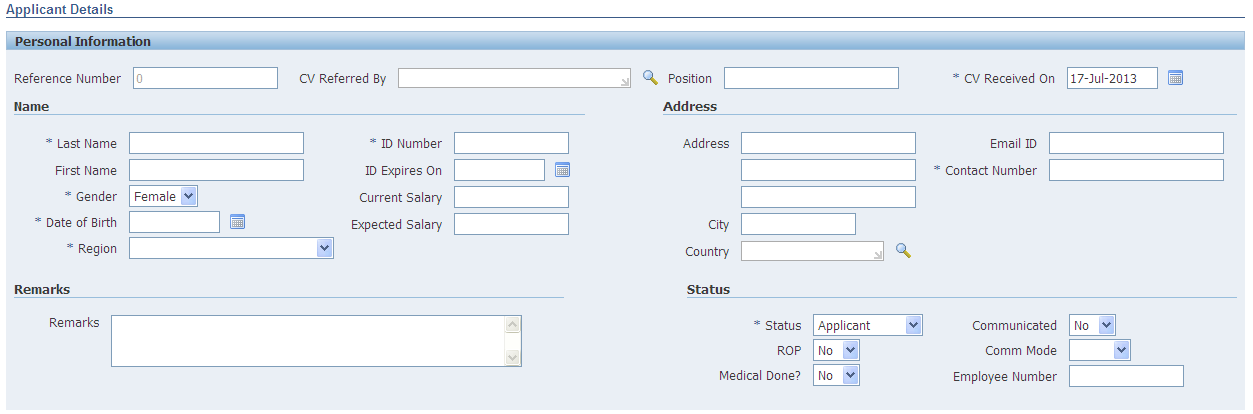 Applicant Details
Personal Information
Reference Number 0 CV Referred By Position * CV Received On 17-Jul-2013
Name Address
* Last Name * ID Number Address Email ID
First Name ID Expires On * Contact Number
* Gender Female Current Salary
* Date of Birth Expected Salary City
* Region Country
Remarks Status
Remarks * Status Applicant Communicated No
ROP No Comm Mode
Medical Done? No Employee Number